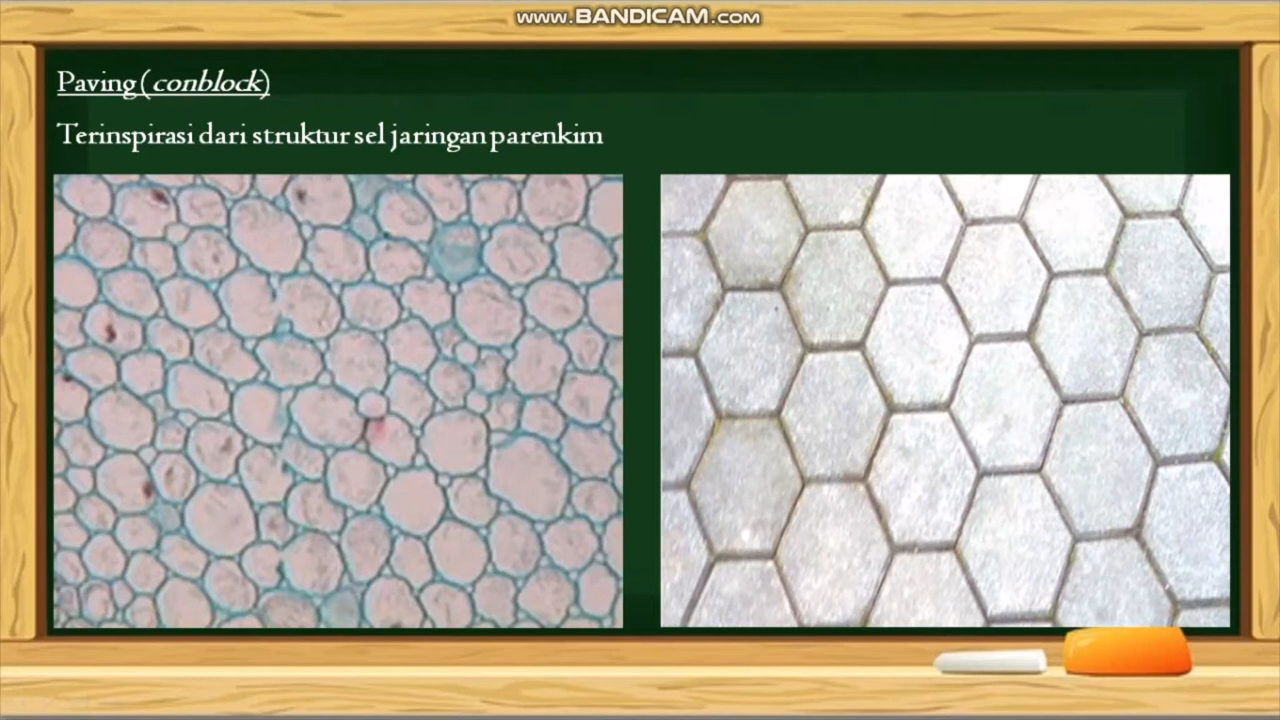 www.BANDICAM.com
Paving (conblock)
Terinspirasi dari struktur sel jaringan parenkim